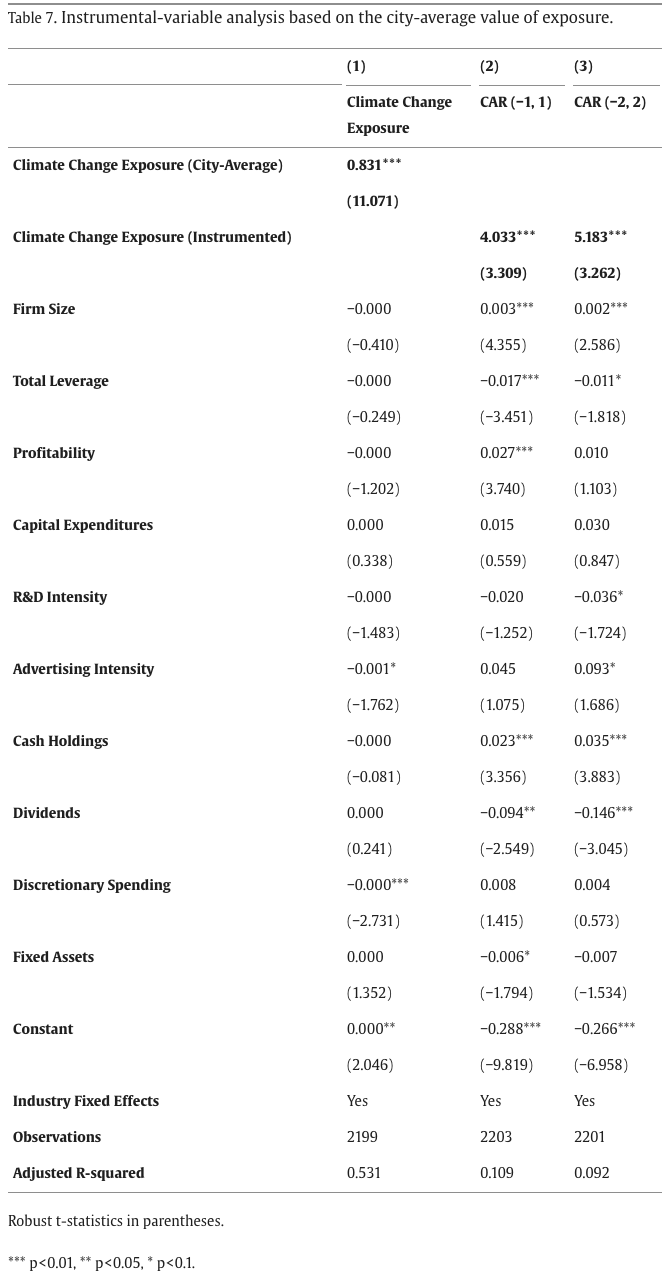 Table 7. Instrumental-variable analysis based on the city-average value of exposure.
(1) (2) (3)
Climate Change Exposure CAR (−1, 1) CAR (−2, 2)
Climate Change Exposure (City-Average) 0.831***
(11.071)
Climate Change Exposure (Instrumented) 4.033*** 5.183***
(3.309) (3.262)
Firm Size −0.000 0.003*** 0.002***
(−0.410) (4.355) (2.586)
Total Leverage −0.000 −0.017*** −0.011*
(−0.249) (−3.451) (−1.818)
Profitability −0.000 0.027*** 0.010
(−1.202) (3.740) (1.103)
Capital Expenditures 0.000 0.015 0.030
(0.338) (0.559) (0.847)
R&D Intensity −0.000 −0.020 −0.036*
(−1.483) (−1.252) (−1.724)
Advertising Intensity −0.001* 0.045 0.093*
(−1.762) (1.075) (1.686)
Cash Holdings −0.000 0.023*** 0.035***
(−0.081) (3.356) (3.883)
Dividends 0.000 −0.094** −0.146***
(0.241) (−2.549) (−3.045)
Discretionary Spending −0.000*** 0.008 0.004
(−2.731) (1.415) (0.573)
Fixed Assets 0.000 −0.006* −0.007
(1.352) (−1.794) (−1.534)
Constant 0.000** −0.288*** −0.266***
(2.046) (−9.819) (−6.958)
Industry Fixed Effects Yes Yes Yes
Observations 2199 2203 2201
Adjusted R-squared 0.531 0.109 0.092
Robust t-statistics in parentheses.
*** p<0.01, ** p<0.05, * p<0.1.